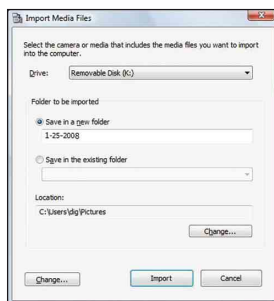 Import Media Files
Select the camera or media that includes the media files you want to import
into the computer.
Drive: Removable Disk (K:)
Folder to be imported
Save in a new folder
1-25-2008
Save in the existing folder
Location:
C:\Users\dig\Pictures
Change...
Change... Import Cancel